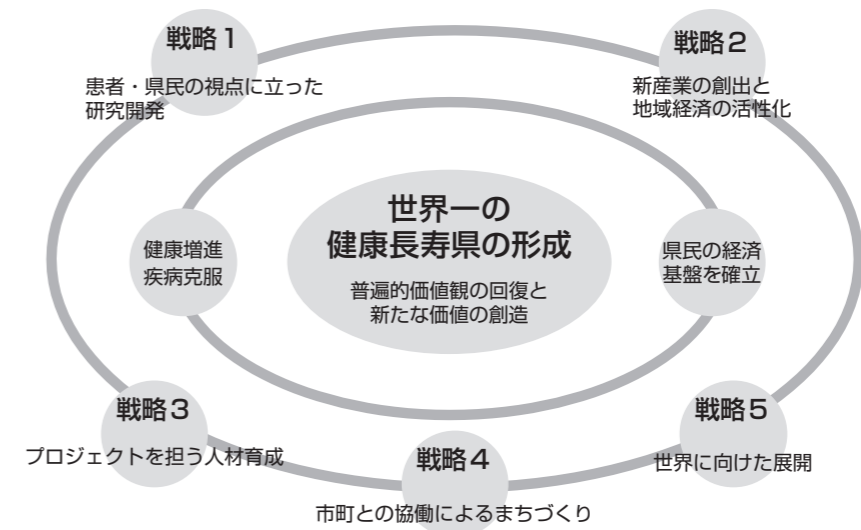 戦略1
患者・県民の視点に立った
研究開発
戦略2
新産業の創出と
地域経済の活性化
世界一の
健康長寿県の形成
普遍的価値観の回復と
新たな価値の創造
健康増進
疾病克服
県民の経済
基盤を確立
戦略3
プロジェクトを担う人材育成
戦略4
市町との協働によるまちづくり
戦略5
世界に向けた展開